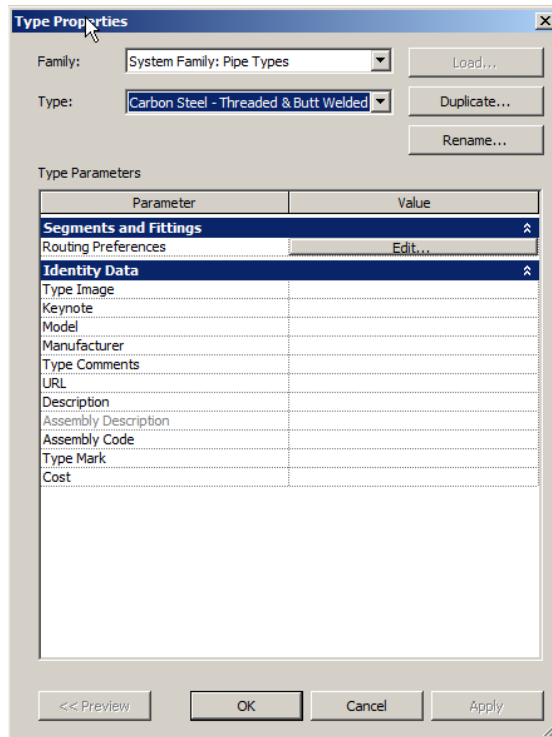 Type Properties
Family: System Family: Pipe Types Load...
Type: Carbon Steel - Threaded & Butt Welded Duplicate...
Rename...
Type Parameters
Parameter Value
Segments and Fittings
Routing Preferences Edit...
Identity Data
Type Image
Keynote
Model
Manufacturer
Type Comments
URL
Description
Assembly Description
Assembly Code
Type Mark
Cost
<< Preview OK Cancel Apply